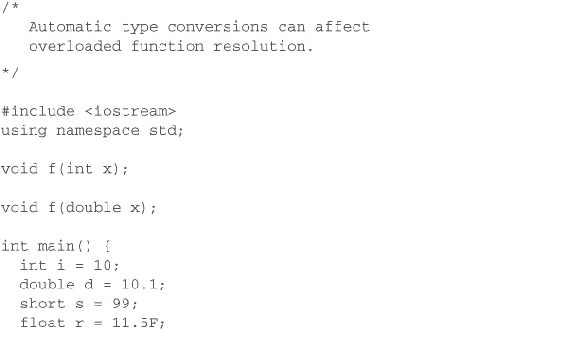 /*
Automatic type conversions can affect
overloaded function resolution.
*/
#include <iostream>
using namespace std;
void f(int x);
void f(double x);
int main() {
int i = 10;
double d = 10.1;
short s = 99;
float r = 11.5F;